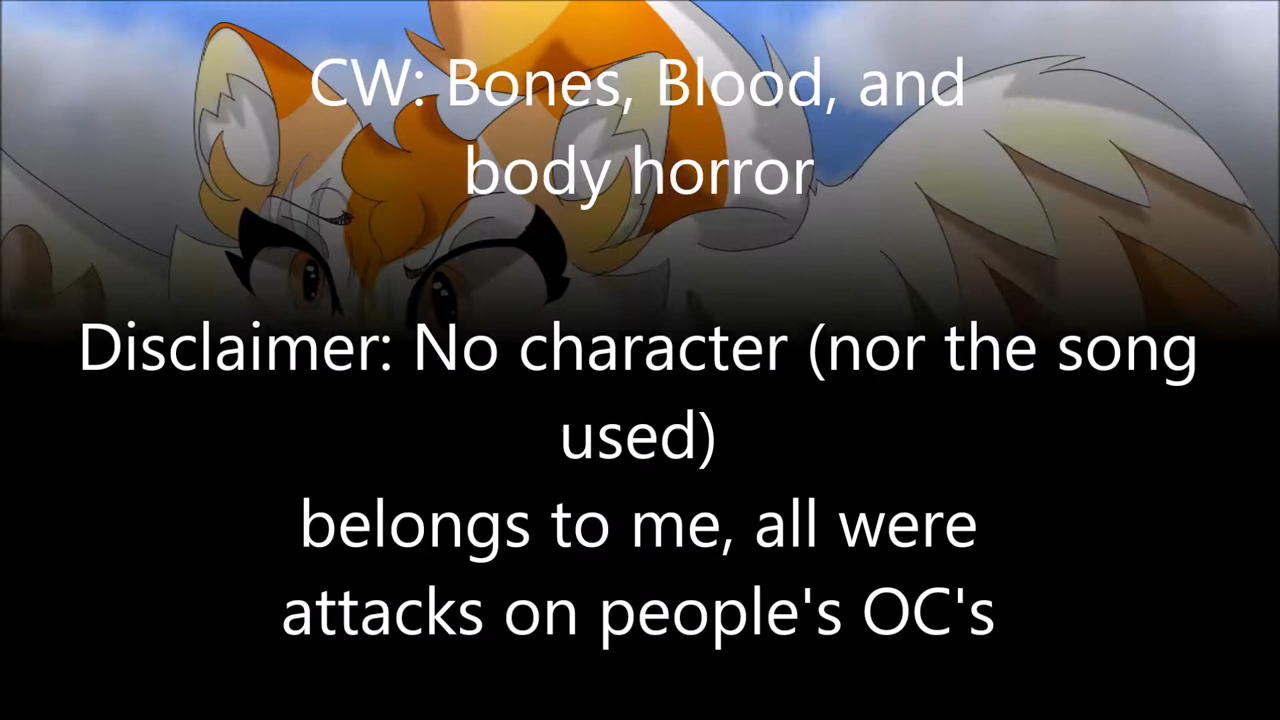 CW: Bones, Blood, and
body horror
Disclaimer: No character (nor the song
used)
belongs to me, all were
attacks on people's OC's